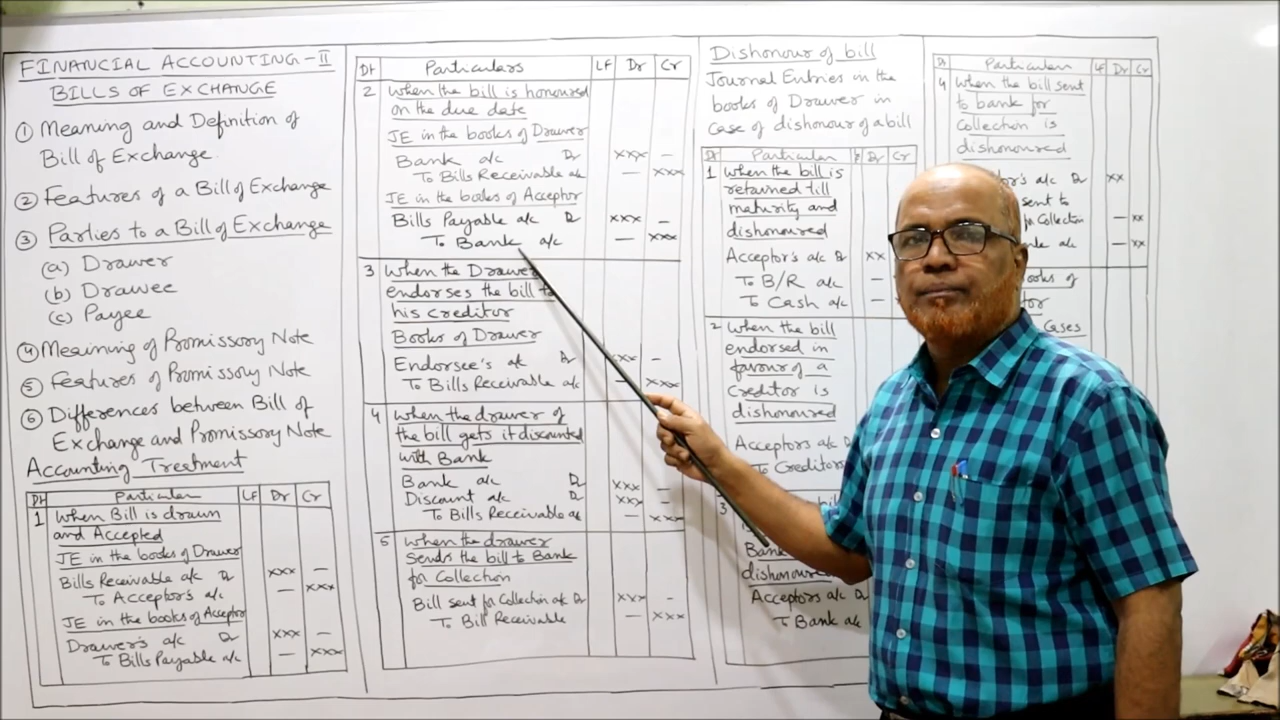 FINANCIAL ACCOUNTING - II
BILLS OF EXCHANGE
① Meaning and Definition of
Bill of Exchange.
② Features of a Bill of Exchange
③ Parties to a Bill of Exchange
(a) Drawer
(b) Drawee
(c) Payee
④ Meaning of Promissory Note
⑤ Features of Promissory Note
⑥ Differences between Bill of
Exchange and Promissory Note
Accounting Treatment
Dt Particular LF Dr Cr
1 When Bill is drawn
and Accepted
JE in the books of Drawer
Bills Receivable a/c Dr xxx –
To Acceptor's a/c – xxx
JE in the books of Acceptor
Drawer's a/c Dr xxx –
To Bills Payable a/c – xxx
Dt Particulars LF Dr Cr
2 When the bill is honoured
on the due date
JE in the books of Drawer
Bank a/c Dr xxx –
To Bills Receivable a/c – xxx
JE in the books of Acceptor
Bills Payable a/c Dr xxx –
To Bank a/c – xxx
3 When the Drawer
endorses the bill to
his creditor
Books of Drawer
Endorsee's a/c Dr xxx –
To Bills Receivable a/c – xxx
4 When the drawer of
the bill gets it discounted
with Bank
Bank a/c Dr xxx –
Discount a/c Dr xxx –
To Bills Receivable a/c – xxx
5 When the drawer
Sends the bill to Bank
for Collection
Bill sent for Collection a/c Dr xxx –
To Bill Receivable – xxx
Dishonour of bill
Journal Entries in the
books of Drawer in
case of dishonour of a bill
Dt Particular Dr Cr
1 When the bill is
retained till
maturity and
dishonoured
Acceptor's a/c Dr xx
To B/R a/c –
To Cash a/c –
2 When the bill
endorsed in
favour of a
Creditor is
dishonoured
Acceptors a/c D
To Creditors
3
Bank
dishonoured
Acceptors a/c D
To Bank a/c
Dt Particular LF Dr Cr
4 When the bill sent
to bank for
Collection is
dishonoured
a/c Dr xx
sent to
for Collection – xx
a/c – xx
books of
Cases